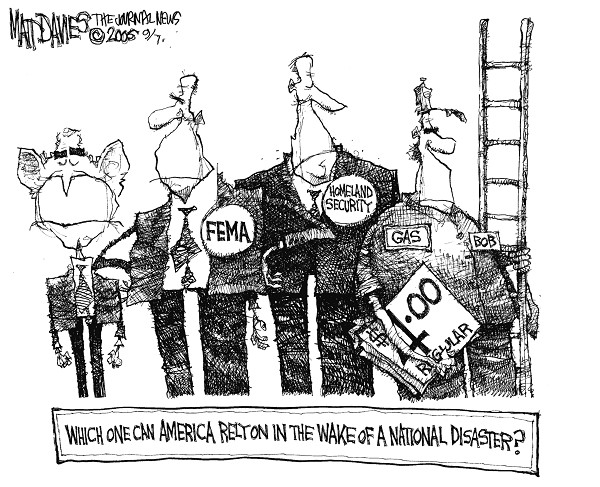 MATT DAVIES THE JOURNAL NEWS
© 2005 9/7.
FEMA
HOMELAND
SECURITY
GAS
BOB
4.00
REGULAR
WHICH ONE CAN AMERICA RELY ON IN THE WAKE OF A NATIONAL DISASTER?